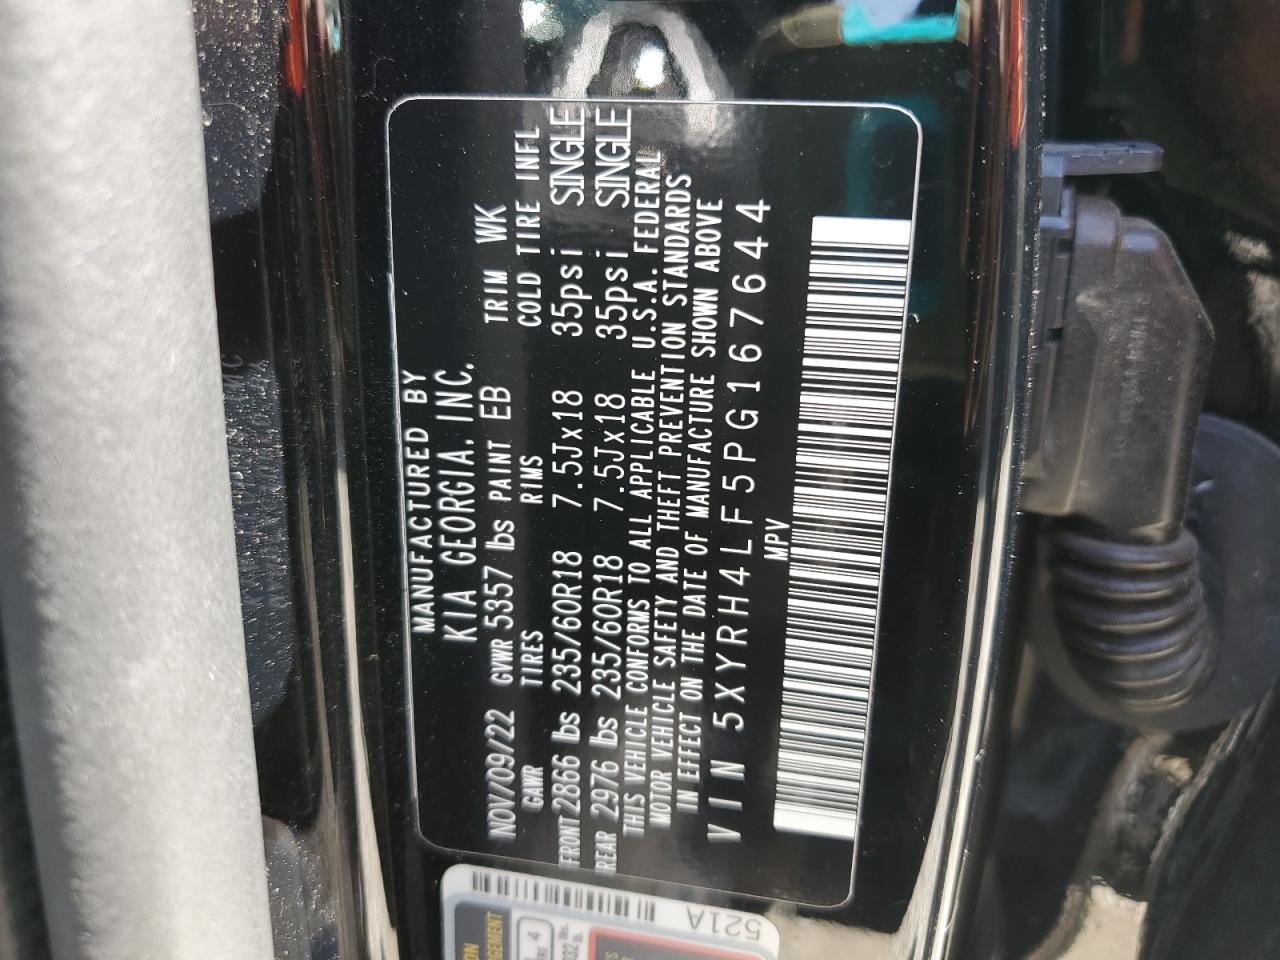 MANUFACTURED BY
KIA GEORGIA. INC.
NOV/09/22 GVWR 5357 lbs PAINT EB TRIM WK
GAWR TIRES RIMS COLD TIRE INFL
FRONT 2866 lbs 235/60R18 7.5Jx18 35psi SINGLE
REAR 2976 lbs 235/60R18 7.5Jx18 35psi SINGLE
THIS VEHICLE CONFORMS TO ALL APPLICABLE U.S.A. FEDERAL
MOTOR VEHICLE SAFETY AND THEFT PREVENTION STANDARDS
IN EFFECT ON THE DATE OF MANUFACTURE SHOWN ABOVE
VIN 5XYRH4LF5PG167644
MPV
521A